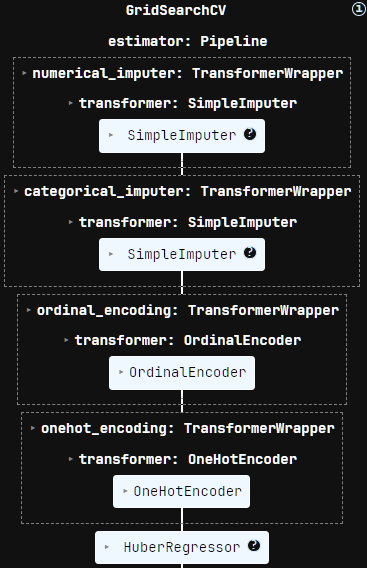 GridSearchCV
i
estimator: Pipeline
numerical_imputer: TransformerWrapper
transformer: SimpleImputer
SimpleImputer ?
categorical_imputer: TransformerWrapper
transformer: SimpleImputer
SimpleImputer ?
ordinal_encoding: TransformerWrapper
transformer: OrdinalEncoder
OrdinalEncoder
onehot_encoding: TransformerWrapper
transformer: OneHotEncoder
OneHotEncoder
HuberRegressor ?